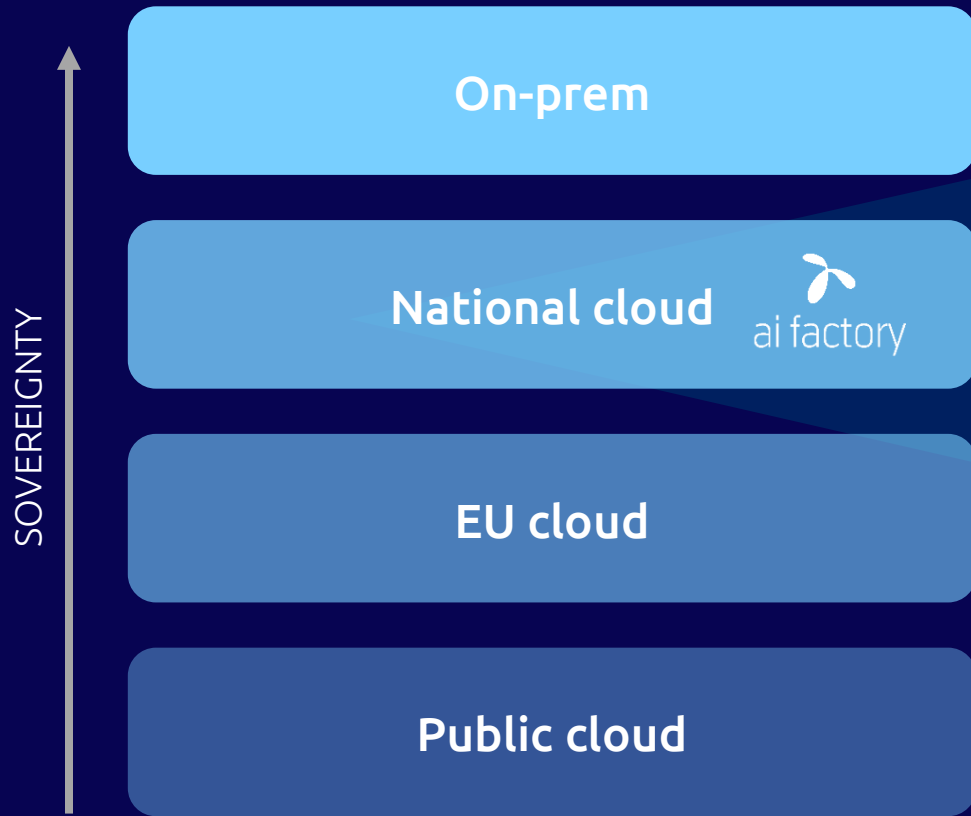 On-prem
National cloud
ai factory
SOVEREIGNTY
EU cloud
Public cloud